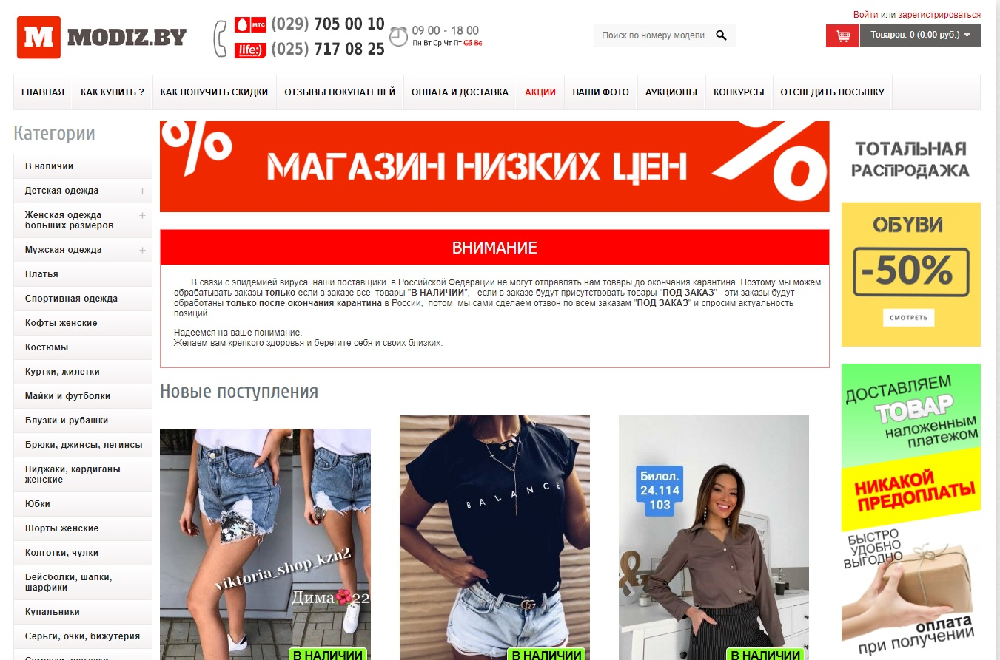 Войти или зарегистрироваться
M MODIZ.BY
МТС (029) 705 00 10
life:) (025) 717 08 25
09 00 - 18 00
Пн Вт Ср Чт Пт Сб Вс
Поиск по номеру модели
Товаров: 0 (0.00 руб.)
ГЛАВНАЯ КАК КУПИТЬ ? КАК ПОЛУЧИТЬ СКИДКИ ОТЗЫВЫ ПОКУПАТЕЛЕЙ ОПЛАТА И ДОСТАВКА АКЦИИ ВАШИ ФОТО АУКЦИОНЫ КОНКУРСЫ ОТСЛЕДИТЬ ПОСЫЛКУ
Категории
В наличии
Детская одежда +
Женская одежда +
больших размеров
Мужская одежда +
Платья
Спортивная одежда
Кофты женские
Костюмы
Куртки, жилетки
Майки и футболки
Блузки и рубашки
Брюки, джинсы, легинсы
Пиджаки, кардиганы
женские
Юбки
Шорты женские
Колготки, чулки
Бейсболки, шапки,
шарфики
Купальники
Серьги, очки, бижутерия
Сумочки, рюкзаки
% МАГАЗИН НИЗКИХ ЦЕН %
ВНИМАНИЕ
В связи с эпидемией вируса наши поставщики в Российской Федерации не могут отправлять нам товары до окончания карантина. Поэтому мы можем
обрабатывать заказы только если в заказе все товары "В НАЛИЧИИ", если в заказе будут присутствовать товары "ПОД ЗАКАЗ" - эти заказы будут
обработаны только после окончания карантина в России, потом мы сами сделаем отзвон по всем заказам "ПОД ЗАКАЗ" и спросим актуальность
позиций.
Надеемся на ваше понимание.
Желаем вам крепкого здоровья и берегите себя и своих близких.
Новые поступления
viktoria_shop_kzn2
Дима 22
В НАЛИЧИИ
BALANCE
В НАЛИЧИИ
Билол.
24.114
103
В НАЛИЧИИ
ТОТАЛЬНАЯ
РАСПРОДАЖА
ОБУВИ
-50%
СМОТРЕТЬ
ДОСТАВЛЯЕМ
ТОВАР
наложенным
платежом
НИКАКОЙ
ПРЕДОПЛАТЫ
БЫСТРО
УДОБНО
ВЫГОДНО
оплата
при получении